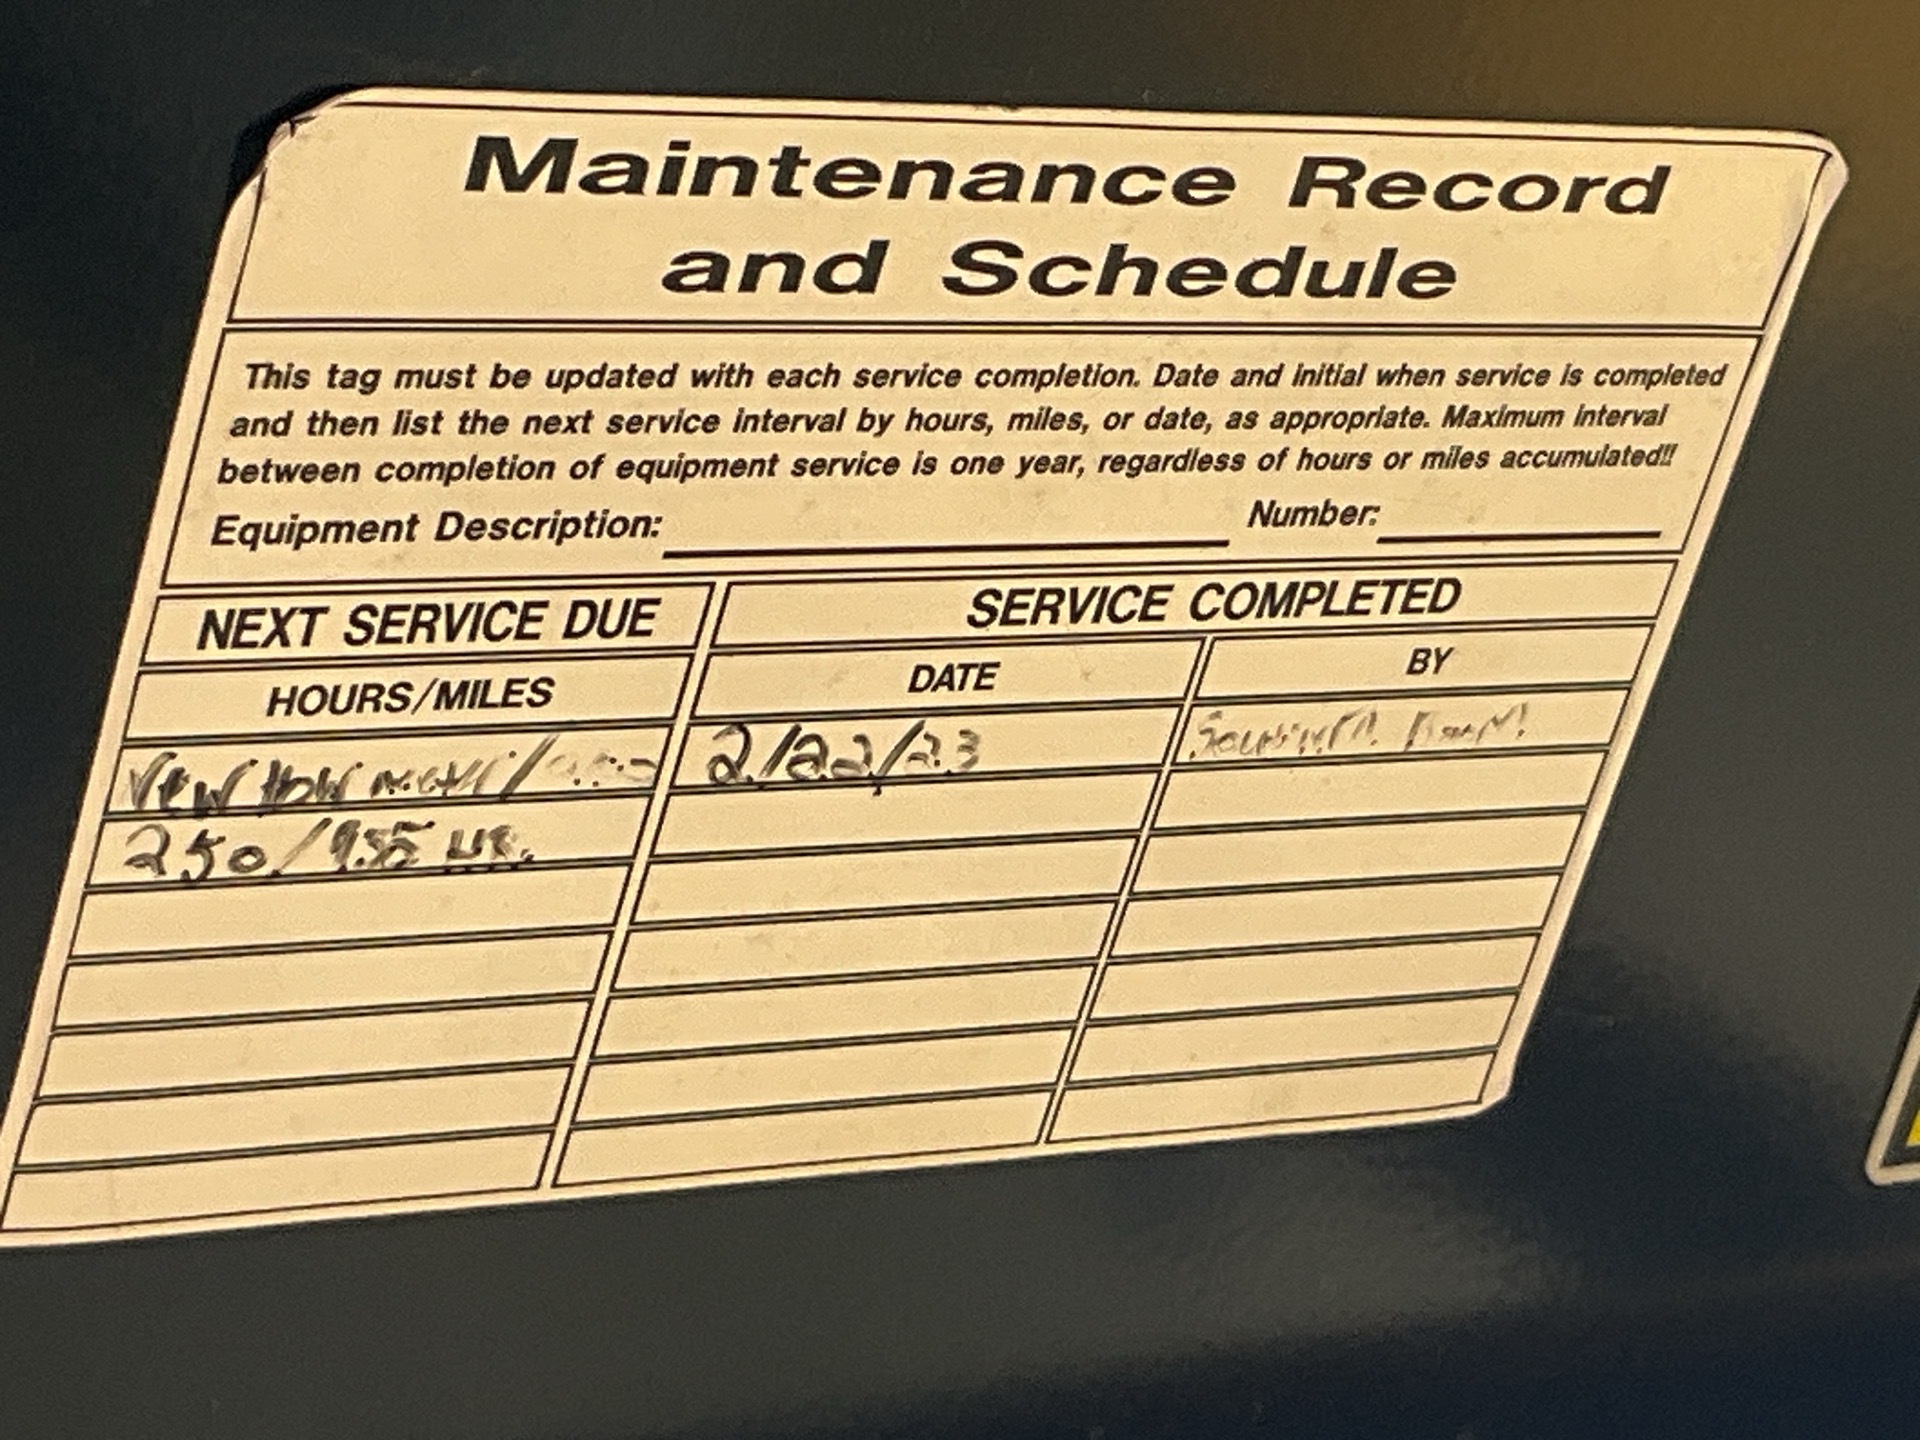 Maintenance Record
and Schedule
This tag must be updated with each service completion. Date and initial when service is completed
and then list the next service interval by hours, miles, or date, as appropriate. Maximum interval
between completion of equipment service is one year, regardless of hours or miles accumulated!!
Equipment Description: Number:
NEXT SERVICE DUE SERVICE COMPLETED
HOURS/MILES DATE BY
2/22/23
250/955 HR.